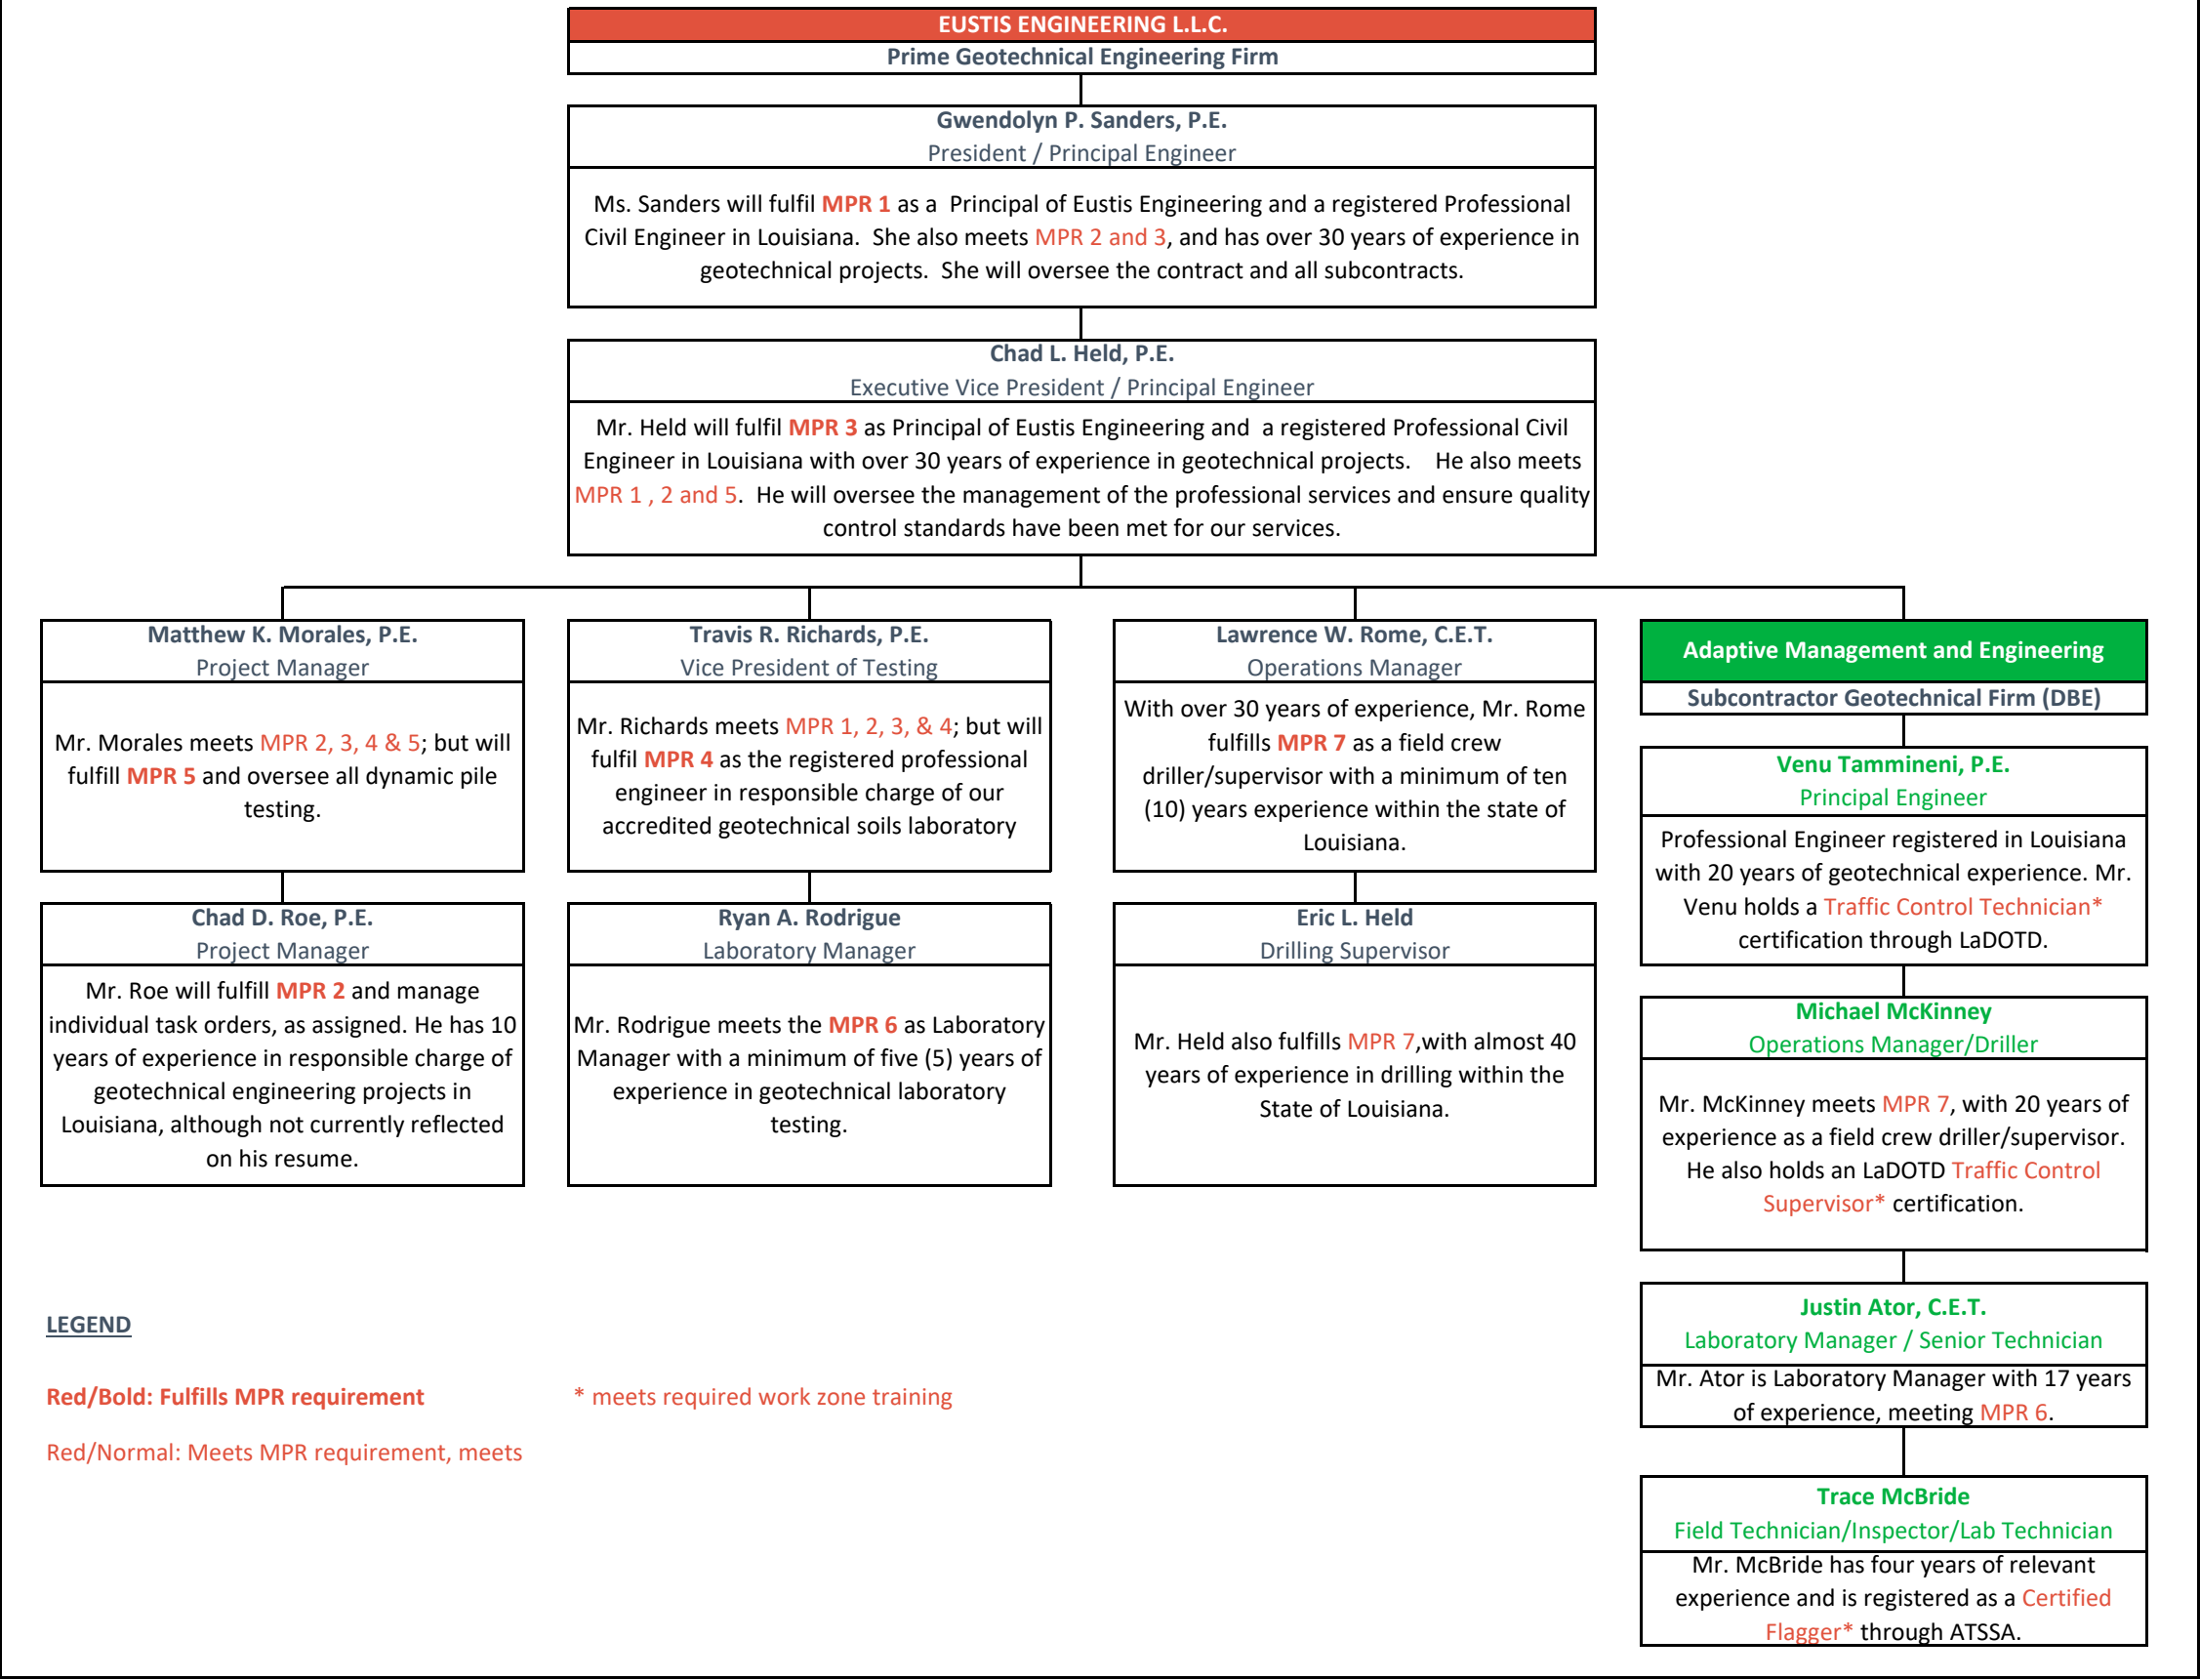 EUSTIS ENGINEERING L.L.C.
Prime Geotechnical Engineering Firm
Gwendolyn P. Sanders, P.E.
President / Principal Engineer
Ms. Sanders will fulfil MPR 1 as a Principal of Eustis Engineering and a registered Professional
Civil Engineer in Louisiana. She also meets MPR 2 and 3, and has over 30 years of experience in
geotechnical projects. She will oversee the contract and all subcontracts.
Chad L. Held, P.E.
Executive Vice President / Principal Engineer
Mr. Held will fulfil MPR 3 as Principal of Eustis Engineering and a registered Professional Civil
Engineer in Louisiana with over 30 years of experience in geotechnical projects. He also meets
MPR 1 , 2 and 5. He will oversee the management of the professional services and ensure quality
control standards have been met for our services.
Matthew K. Morales, P.E.
Project Manager
Mr. Morales meets MPR 2, 3, 4 & 5; but will
fulfill MPR 5 and oversee all dynamic pile
testing.
Chad D. Roe, P.E.
Project Manager
Mr. Roe will fulfill MPR 2 and manage
individual task orders, as assigned. He has 10
years of experience in responsible charge of
geotechnical engineering projects in
Louisiana, although not currently reflected
on his resume.
Travis R. Richards, P.E.
Vice President of Testing
Mr. Richards meets MPR 1, 2, 3, & 4; but will
fulfil MPR 4 as the registered professional
engineer in responsible charge of our
accredited geotechnical soils laboratory
Ryan A. Rodrigue
Laboratory Manager
Mr. Rodrigue meets the MPR 6 as Laboratory
Manager with a minimum of five (5) years of
experience in geotechnical laboratory
testing.
Lawrence W. Rome, C.E.T.
Operations Manager
With over 30 years of experience, Mr. Rome
fulfills MPR 7 as a field crew
driller/supervisor with a minimum of ten
(10) years experience within the state of
Louisiana.
Eric L. Held
Drilling Supervisor
Mr. Held also fulfills MPR 7,with almost 40
years of experience in drilling within the
State of Louisiana.
Adaptive Management and Engineering
Subcontractor Geotechnical Firm (DBE)
Venu Tammineni, P.E.
Principal Engineer
Professional Engineer registered in Louisiana
with 20 years of geotechnical experience. Mr.
Venu holds a Traffic Control Technician*
certification through LaDOTD.
Michael McKinney
Operations Manager/Driller
Mr. McKinney meets MPR 7, with 20 years of
experience as a field crew driller/supervisor.
He also holds an LaDOTD Traffic Control
Supervisor* certification.
Justin Ator, C.E.T.
Laboratory Manager / Senior Technician
Mr. Ator is Laboratory Manager with 17 years
of experience, meeting MPR 6.
Trace McBride
Field Technician/Inspector/Lab Technician
Mr. McBride has four years of relevant
experience and is registered as a Certified
Flagger* through ATSSA.
LEGEND
Red/Bold: Fulfills MPR requirement
* meets required work zone training
Red/Normal: Meets MPR requirement, meets